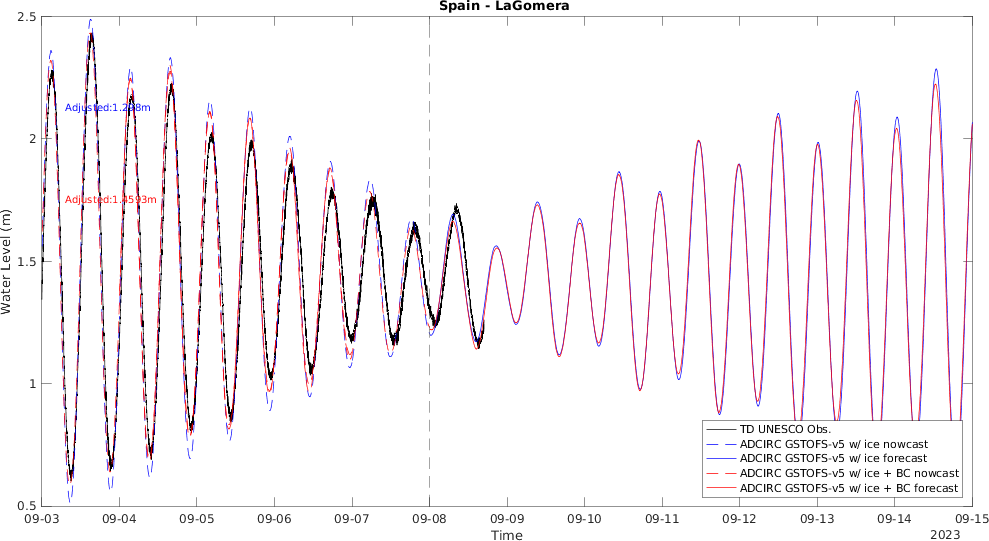 Spain - LaGomera
2.5
2
1.5
1
0.5
Water Level (m)
Adjusted:1.298m
Adjusted:1.4593m
TD UNESCO Obs.
ADCIRC GSTOFS-v5 w/ ice nowcast
ADCIRC GSTOFS-v5 w/ ice forecast
ADCIRC GSTOFS-v5 w/ ice + BC nowcast
ADCIRC GSTOFS-v5 w/ ice + BC forecast
09-03 09-04 09-05 09-06 09-07 09-08 09-09 09-10 09-11 09-12 09-13 09-14 09-15
Time
2023